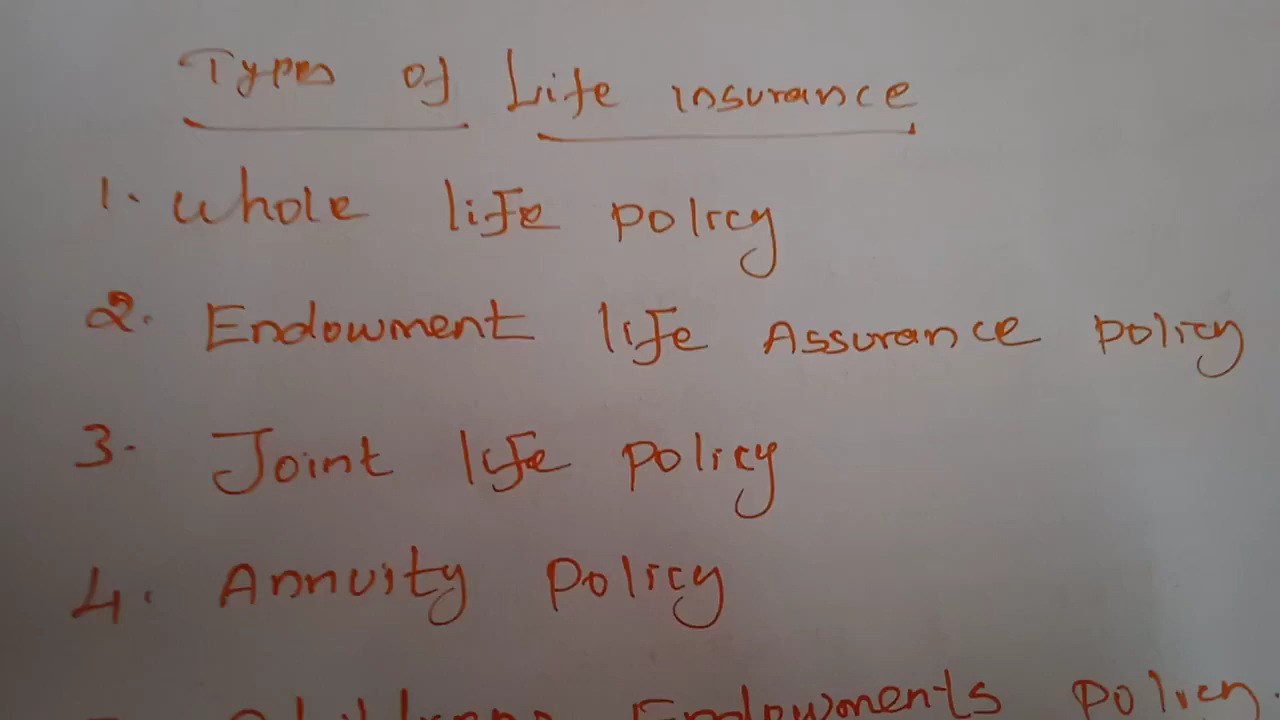 Types of Life insurance
1. Whole life policy
2. Endowment life Assurance policy
3. Joint life policy
4. Annuity policy
Endowments policy